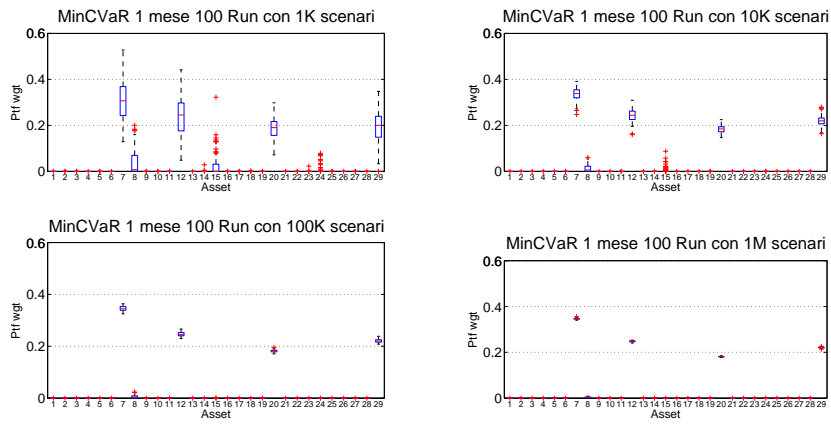 MinCVaR 1 mese 100 Run con 1K scenari
0.6
0.4
0.2
0
Ptf wgt
1 2 3 4 5 6 7 8 9 10 11 12 13 14 15 16 17 18 19 20 21 22 23 24 25 26 27 28 29
Asset
MinCVaR 1 mese 100 Run con 10K scenari
0.6
0.4
0.2
0
Ptf wgt
1 2 3 4 5 6 7 8 9 10 11 12 13 14 15 16 17 18 19 20 21 22 23 24 25 26 27 28 29
Asset
MinCVaR 1 mese 100 Run con 100K scenari
0.6
0.4
0.2
0
Ptf wgt
1 2 3 4 5 6 7 8 9 10 11 12 13 14 15 16 17 18 19 20 21 22 23 24 25 26 27 28 29
Asset
MinCVaR 1 mese 100 Run con 1M scenari
0.6
0.4
0.2
0
Ptf wgt
1 2 3 4 5 6 7 8 9 10 11 12 13 14 15 16 17 18 19 20 21 22 23 24 25 26 27 28 29
Asset